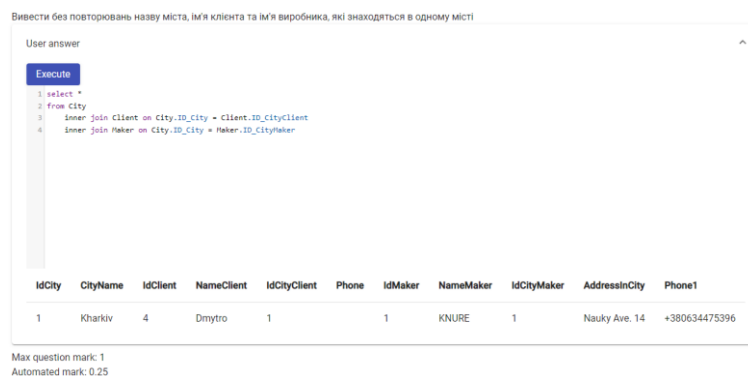 Вивести без повторювань назву міста, ім'я клієнта та ім'я виробника, які знаходяться в одному місті
User answer
Execute
1 select *
2 from City
3 inner join Client on City.ID_City = Client.ID_CityClient
4 inner join Maker on City.ID_City = Maker.ID_CityMaker
IdCity CityName IdClient NameClient IdCityClient Phone IdMaker NameMaker IdCityMaker AddressInCity Phone1
1 Kharkiv 4 Dmytro 1 1 KNURE 1 Nauky Ave. 14 +380634475396
Max question mark: 1
Automated mark: 0.25